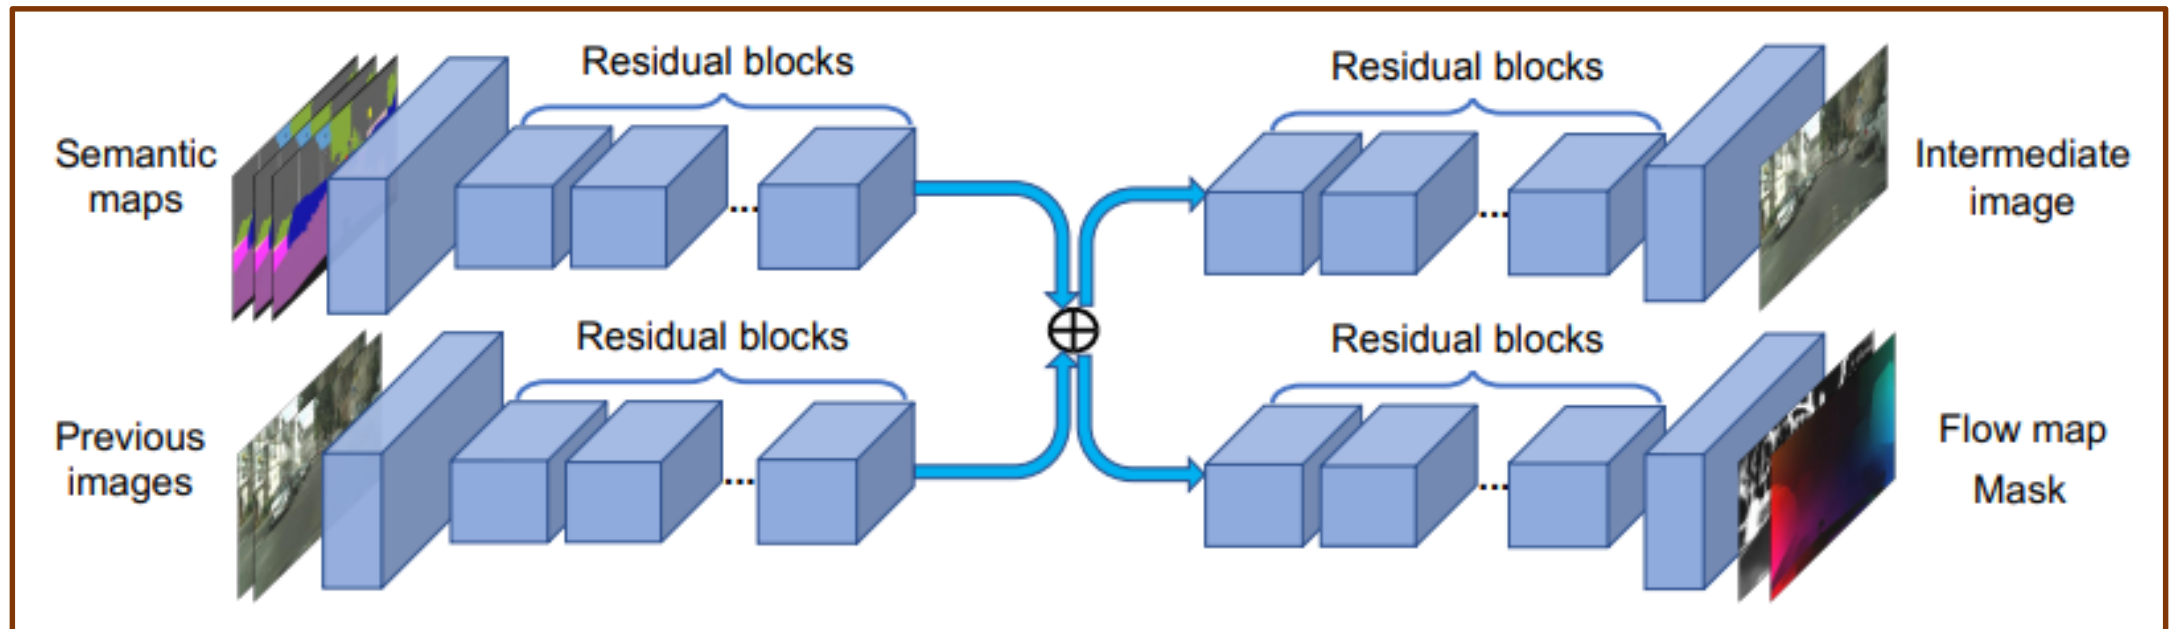 Residual blocks
Residual blocks
Semantic
maps
...
...
Intermediate
image
Residual blocks
Residual blocks
Previous
images
...
...
Flow map
Mask